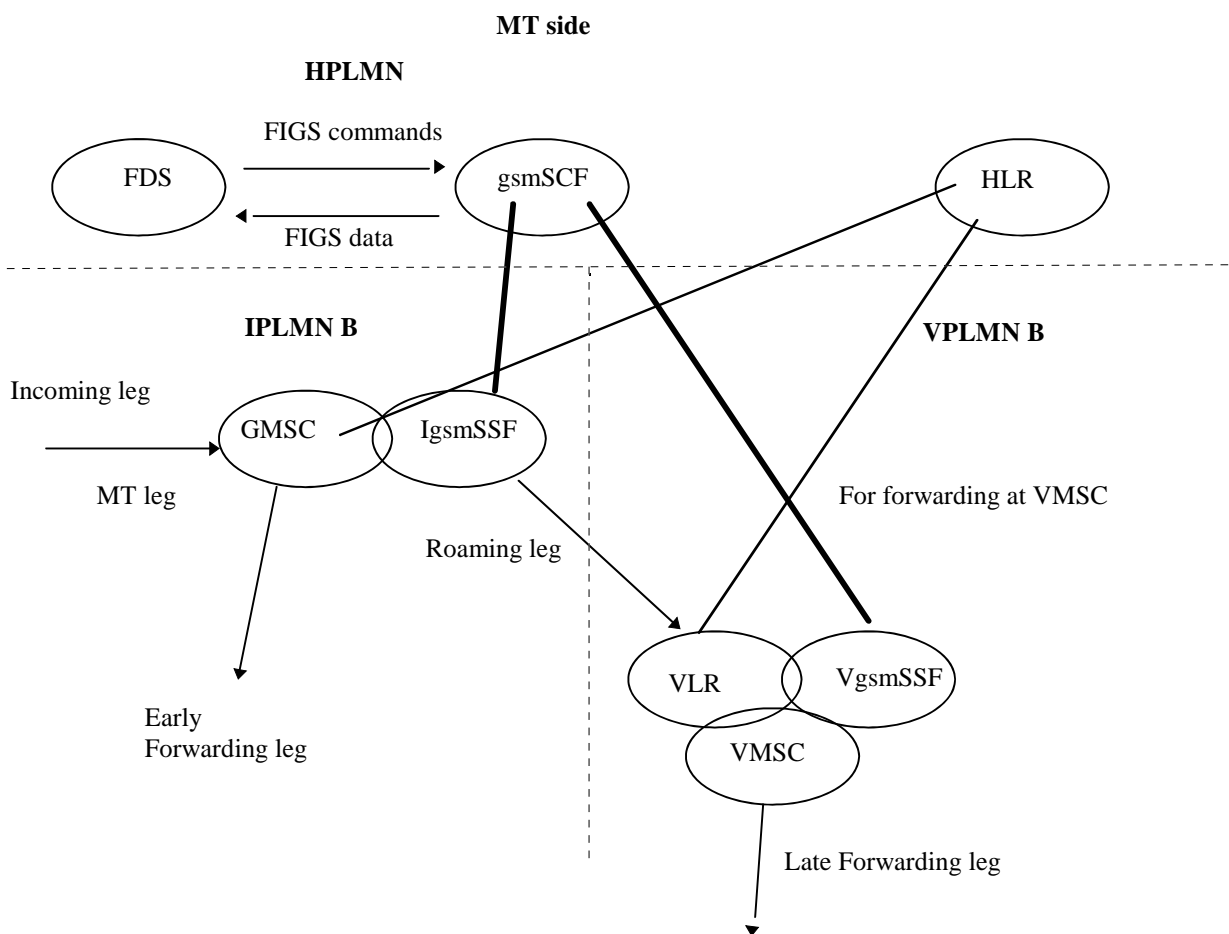 MT side
HPLMN
FIGS commands
FDS
gsmSCF
HLR
FIGS data
IPLMN B
VPLMN B
Incoming leg
GMSC
IgsmSSF
MT leg
For forwarding at VMSC
Roaming leg
VLR
VgsmSSF
Early
Forwarding leg
VMSC
Late Forwarding leg